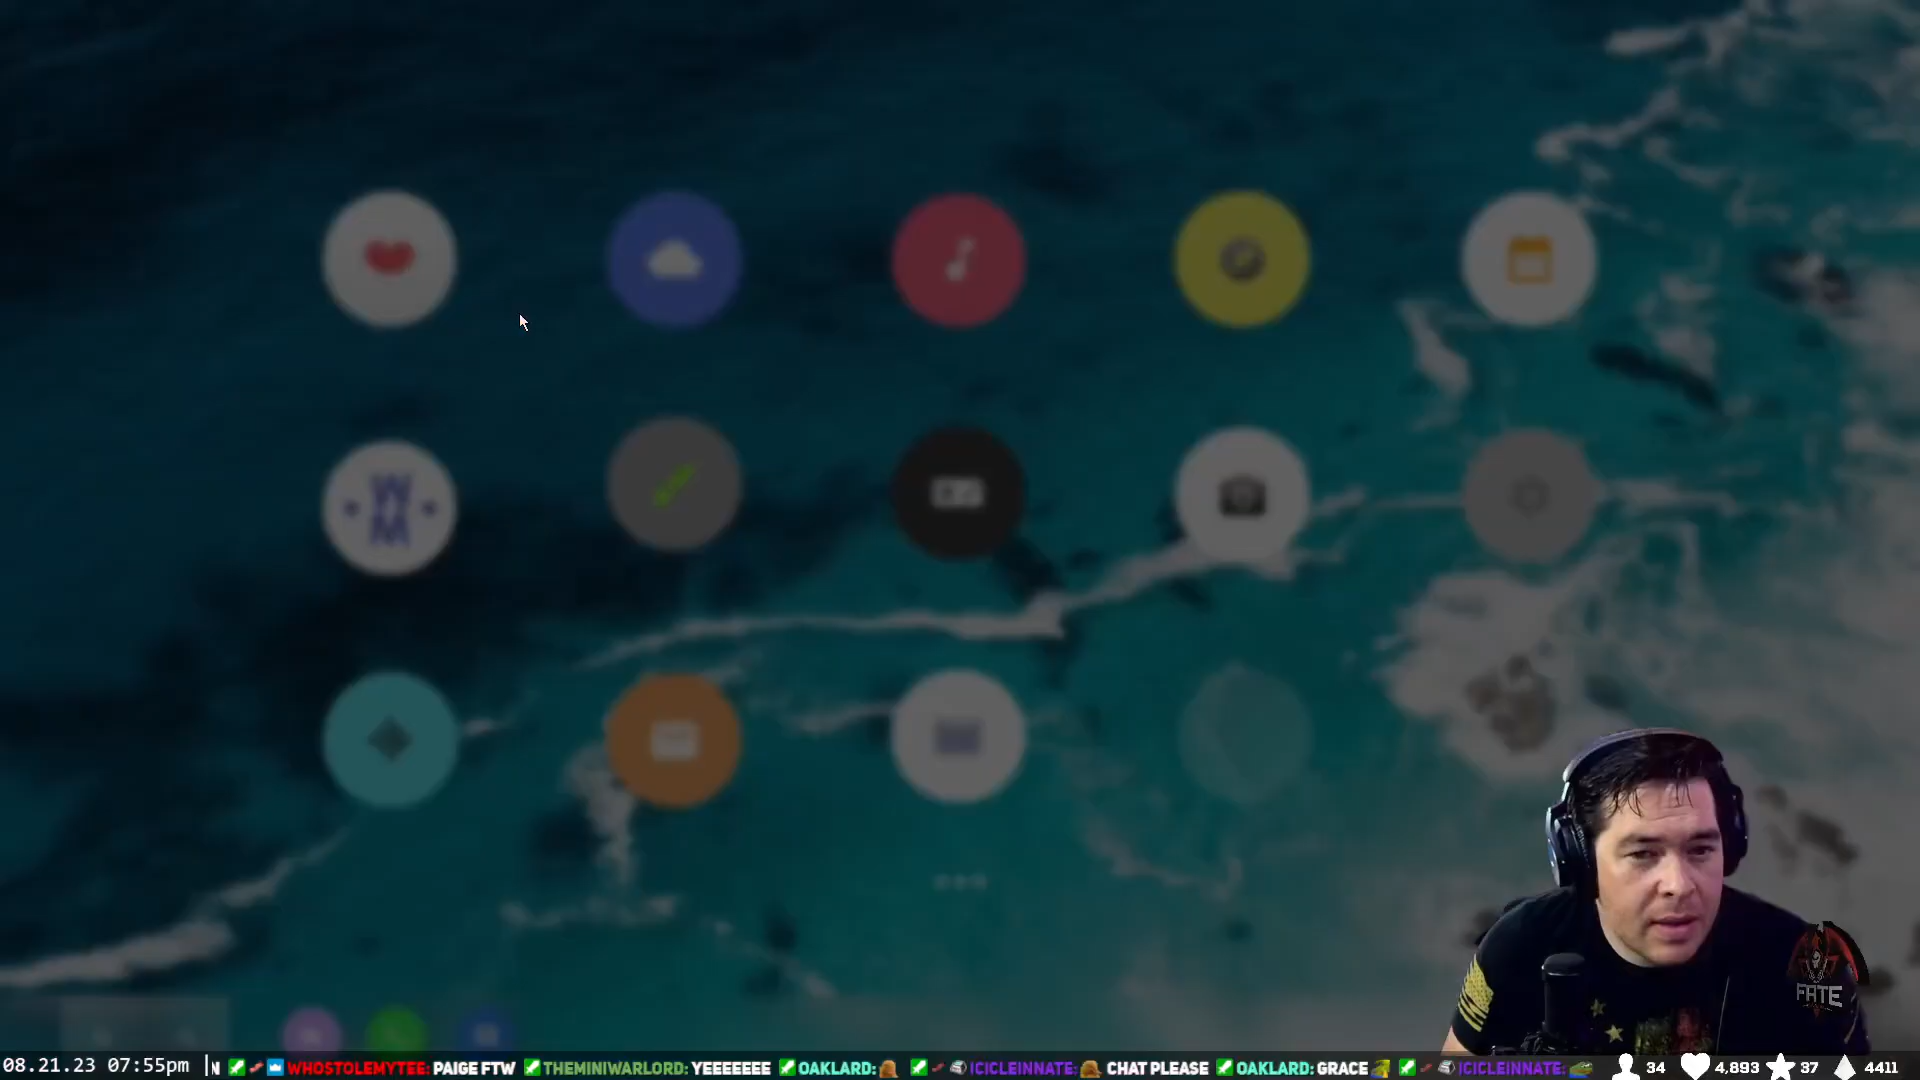 W
M
FATE
08.21.23 07:55pm N WHOSTOLEMYTEE: PAIGE FTW THEMINIWARLORD: YEEEEEEE OAKLARD: ICICLEINNATE: CHAT PLEASE OAKLARD: GRACE ICICLEINNATE: 34 4,893 37 4411